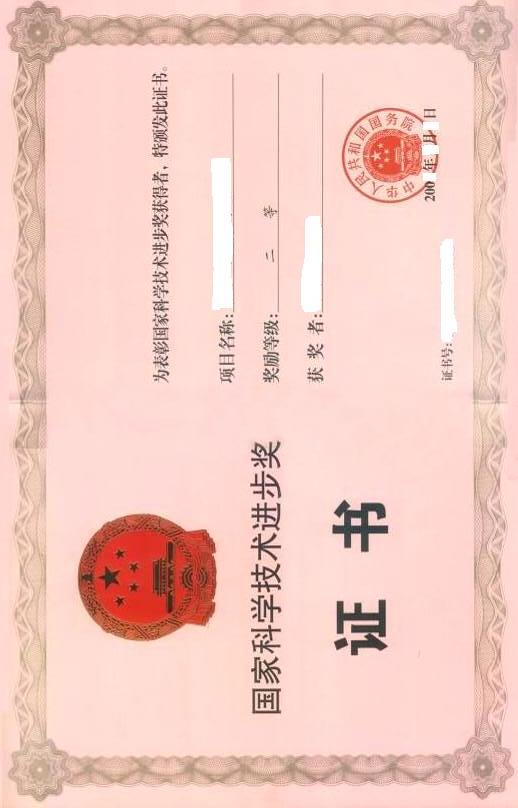 国家科学技术进步奖
证书
为表彰国家科学技术进步奖获得者，特颁发此证书。
项目名称：
奖励等级： 二 等
获 奖 者：
中华人民共和国国务院
200 年 月 日
证书号：